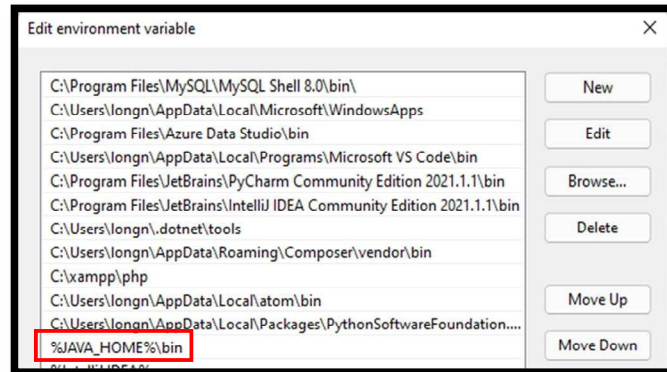 Edit environment variable
C:\Program Files\MySQL\MySQL Shell 8.0\bin\
New
C:\Users\longn\AppData\Local\Microsoft\WindowsApps
C:\Program Files\Azure Data Studio\bin
Edit
C:\Users\longn\AppData\Local\Programs\Microsoft VS Code\bin
C:\Program Files\JetBrains\PyCharm Community Edition 2021.1.1\bin
Browse...
C:\Program Files\JetBrains\IntelliJ IDEA Community Edition 2021.1.1\bin
C:\Users\longn\.dotnet\tools
Delete
C:\Users\longn\AppData\Roaming\Composer\vendor\bin
C:\xampp\php
C:\Users\longn\AppData\Local\atom\bin
Move Up
C:\Users\longn\AppData\Local\Packages\PythonSoftwareFoundation....
%JAVA_HOME%\bin
Move Down